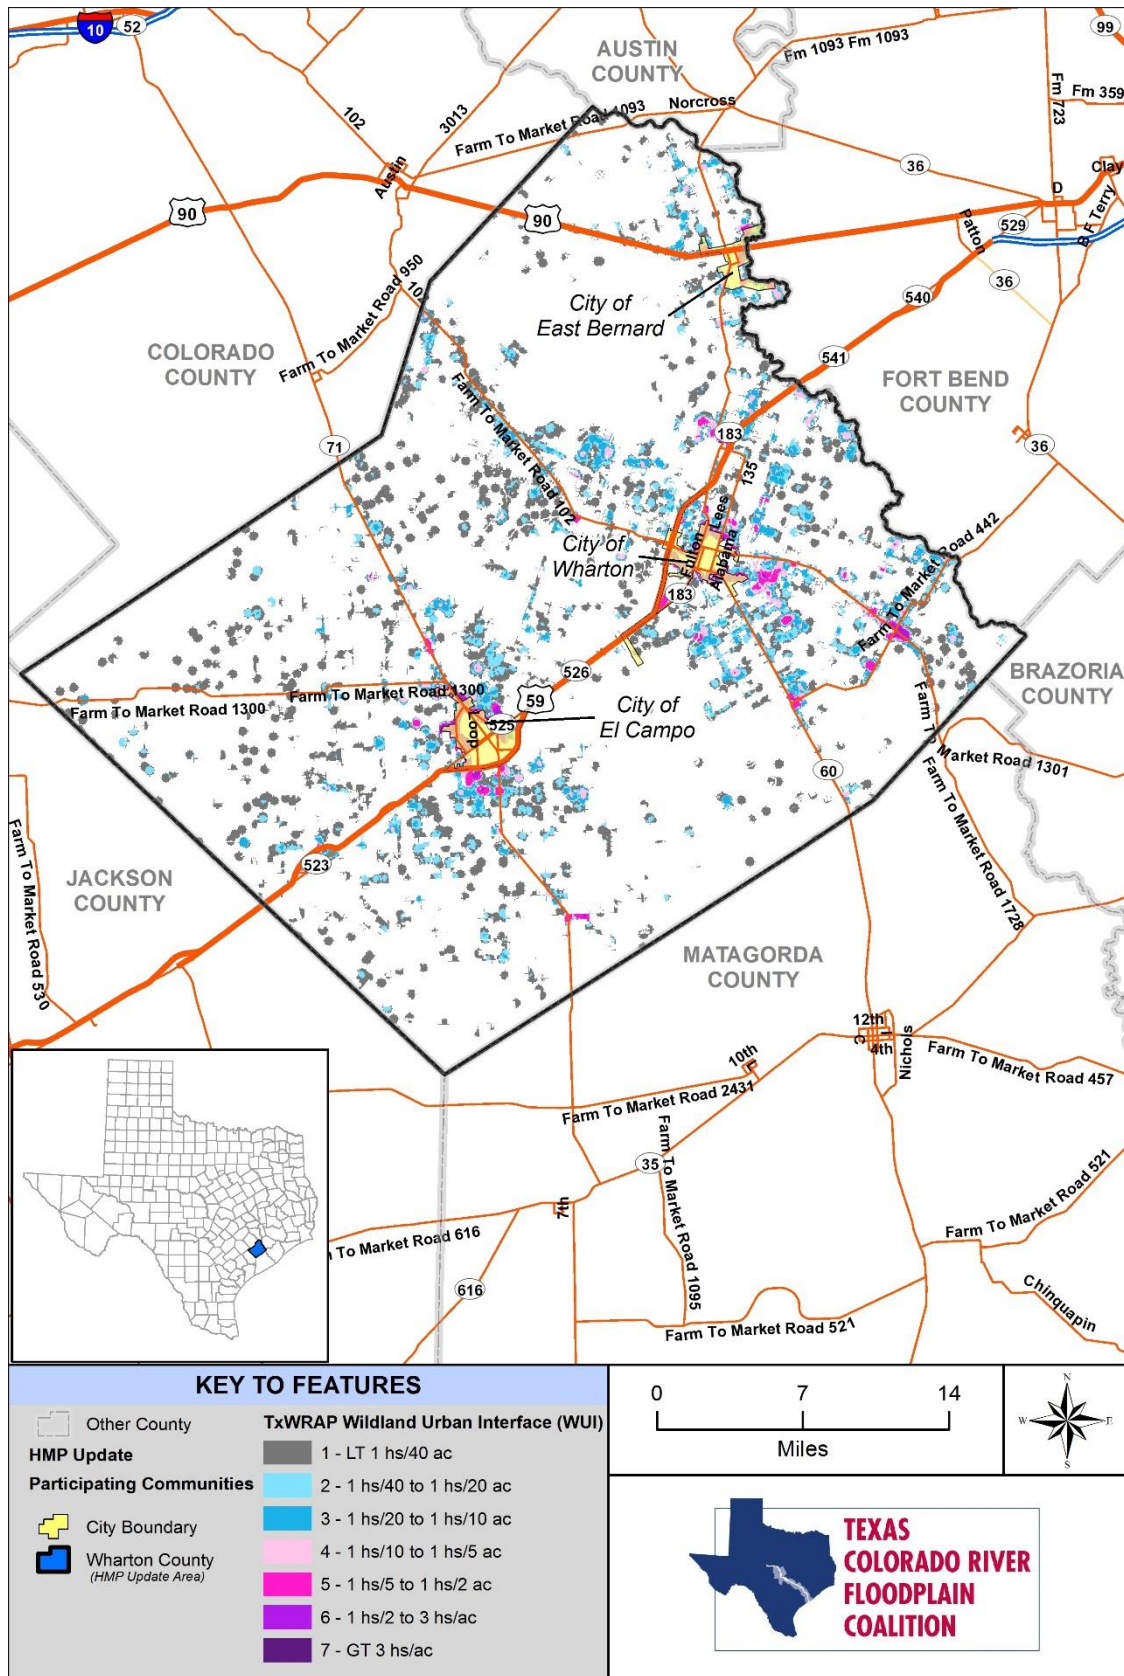 10
52
AUSTIN
COUNTY
Fm 1093 Fm 1093
99
Fm 723
Fm 359
102
3013
Farm To Market Road 1093
Norcross
36
Austin
Clay
D
90
90
Patton
529
B F Terry
36
City of
East Bernard
540
Farm To Market Road 950
10
COLORADO
COUNTY
541
FORT BEND
COUNTY
Farm To Market Road 102
71
183
36
135
Lees
Fulton
Alabama
City of
Wharton
183
Farm To Market Road 442
526
BRAZORIA
COUNTY
Farm To Market Road 1300
Farm To Market Road 1300
59
City of
El Campo
Loop
525
Farm To Market Road 1301
60
Farm To Market Road 1728
Farm To Market Road 530
523
JACKSON
COUNTY
MATAGORDA
COUNTY
12th
I
C
4th
Nichols
10th
L
Farm To Market Road 457
Farm To Market Road 2431
35
Farm To Market Road 1095
7th
Farm To Market Road 521
m To Market Road 616
616
Farm To Market Road 521
Chinquapin
KEY TO FEATURES
Other County
HMP Update
Participating Communities
City Boundary
Wharton County
(HMP Update Area)
TxWRAP Wildland Urban Interface (WUI)
1 - LT 1 hs/40 ac
2 - 1 hs/40 to 1 hs/20 ac
3 - 1 hs/20 to 1 hs/10 ac
4 - 1 hs/10 to 1 hs/5 ac
5 - 1 hs/5 to 1 hs/2 ac
6 - 1 hs/2 to 3 hs/ac
7 - GT 3 hs/ac
0 7 14
Miles
N
W E
S
TEXAS
COLORADO RIVER
FLOODPLAIN
COALITION